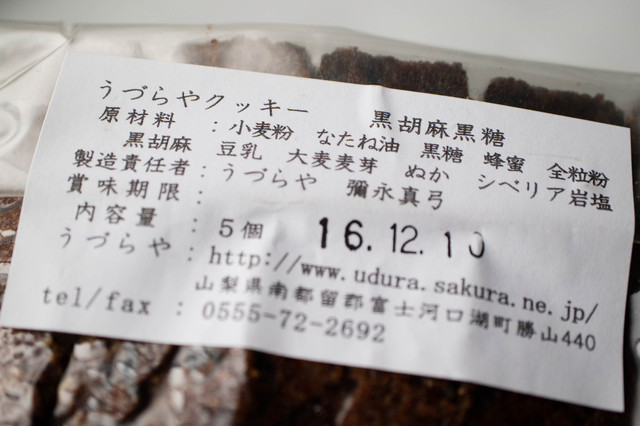 うづらやクッキー　黒胡麻黒糖
原材料　：小麦粉　なたね油　黒糖　蜂蜜　全粒粉
黒胡麻　豆乳　大麦麦芽　ぬか　シベリア岩塩
製造責任者：うづらや　彌永真弓
賞味期限：　16.12.10
内容量　：5個
うづらや：http://www.udura.sakura.ne.jp/
山梨県南都留郡富士河口湖町勝山440
tel/fax　：0555-72-2692